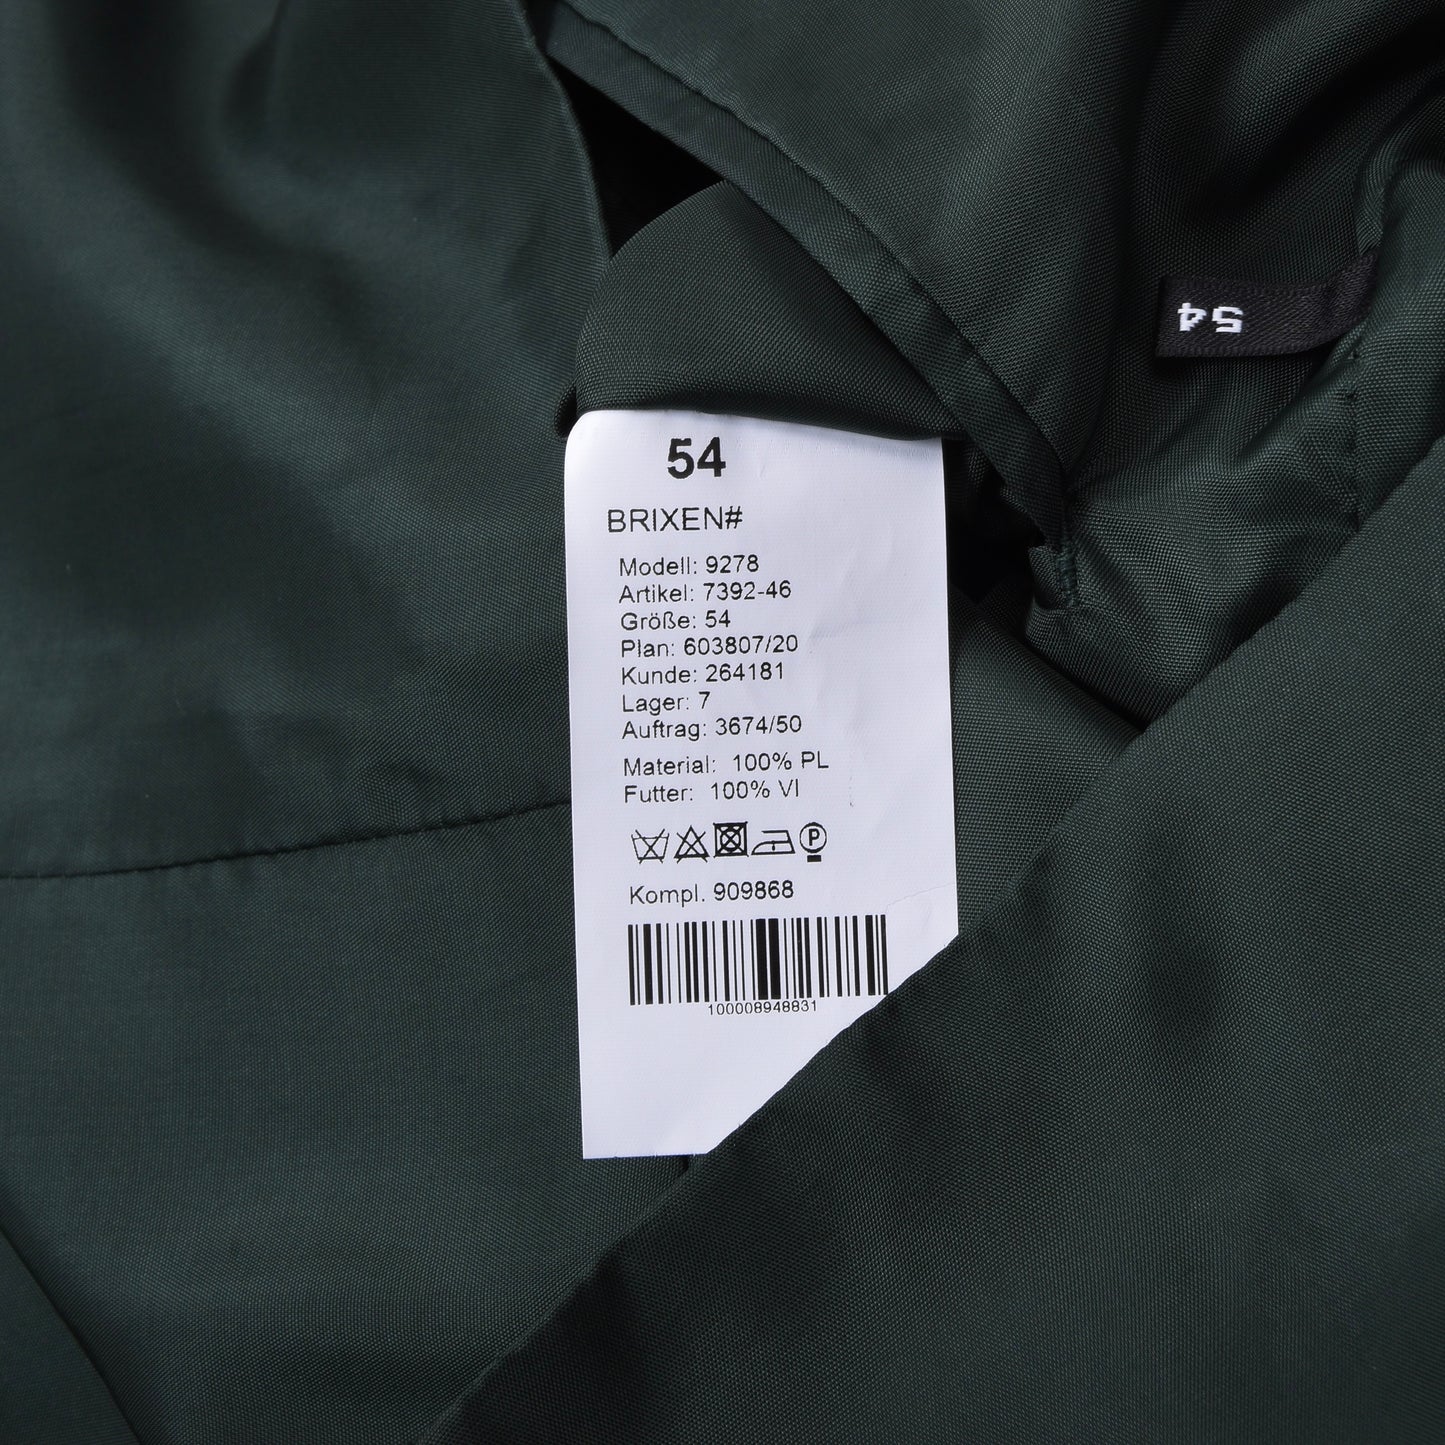 54
54
BRIXEN#
Modell: 9278
Artikel: 7392-46
Größe: 54
Plan: 603807/20
Kunde: 264181
Lager: 7
Auftrag: 3674/50
Material: 100% PL
Futter: 100% VI
P
Kompl. 909868
100008948831